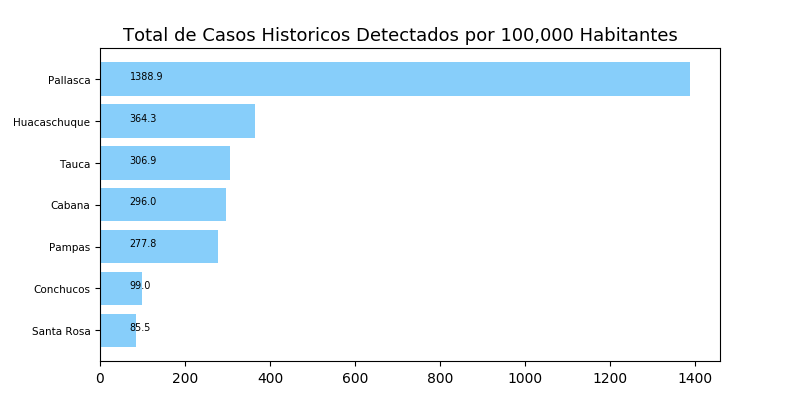 Total de Casos Historicos Detectados por 100,000 Habitantes
Pallasca 1388.9
Huacaschuque 364.3
Tauca 306.9
Cabana 296.0
Pampas 277.8
Conchucos 99.0
Santa Rosa 85.5
0 200 400 600 800 1000 1200 1400